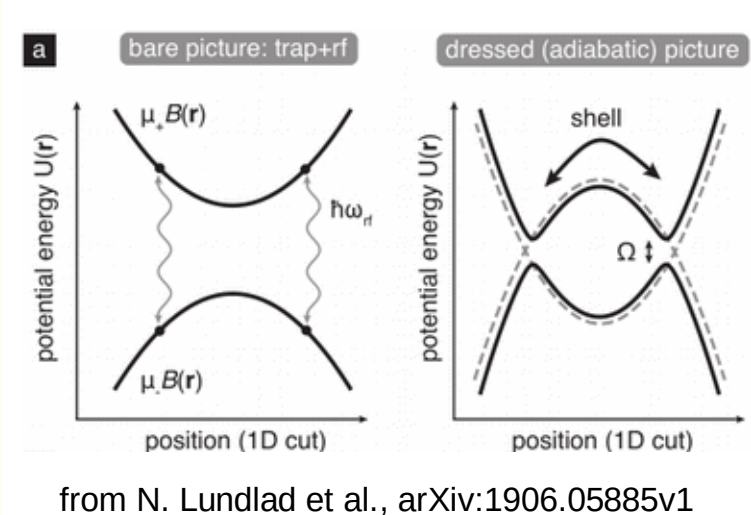 a
bare picture: trap+rf
dressed (adiabatic) picture
potential energy U(r)
μ₊B(r)
ħω_rf
μ₋B(r)
position (1D cut)
potential energy U(r)
shell
Ω
position (1D cut)
from N. Lundlad et al., arXiv:1906.05885v1